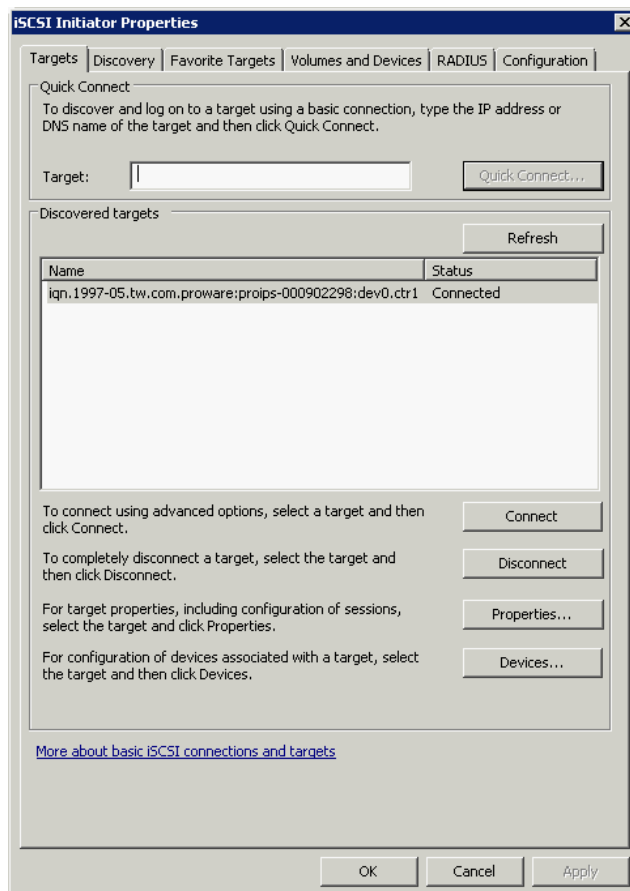 iSCSI Initiator Properties
Targets Discovery Favorite Targets Volumes and Devices RADIUS Configuration
Quick Connect
To discover and log on to a target using a basic connection, type the IP address or
DNS name of the target and then click Quick Connect.
Target: Quick Connect...
Discovered targets
Refresh
Name Status
iqn.1997-05.tw.com.proware:proips-000902298:dev0.ctr1 Connected
To connect using advanced options, select a target and then
click Connect.
Connect
To completely disconnect a target, select the target and
then click Disconnect.
Disconnect
For target properties, including configuration of sessions,
select the target and click Properties.
Properties...
For configuration of devices associated with a target, select
the target and then click Devices.
Devices...
More about basic iSCSI connections and targets
OK Cancel Apply